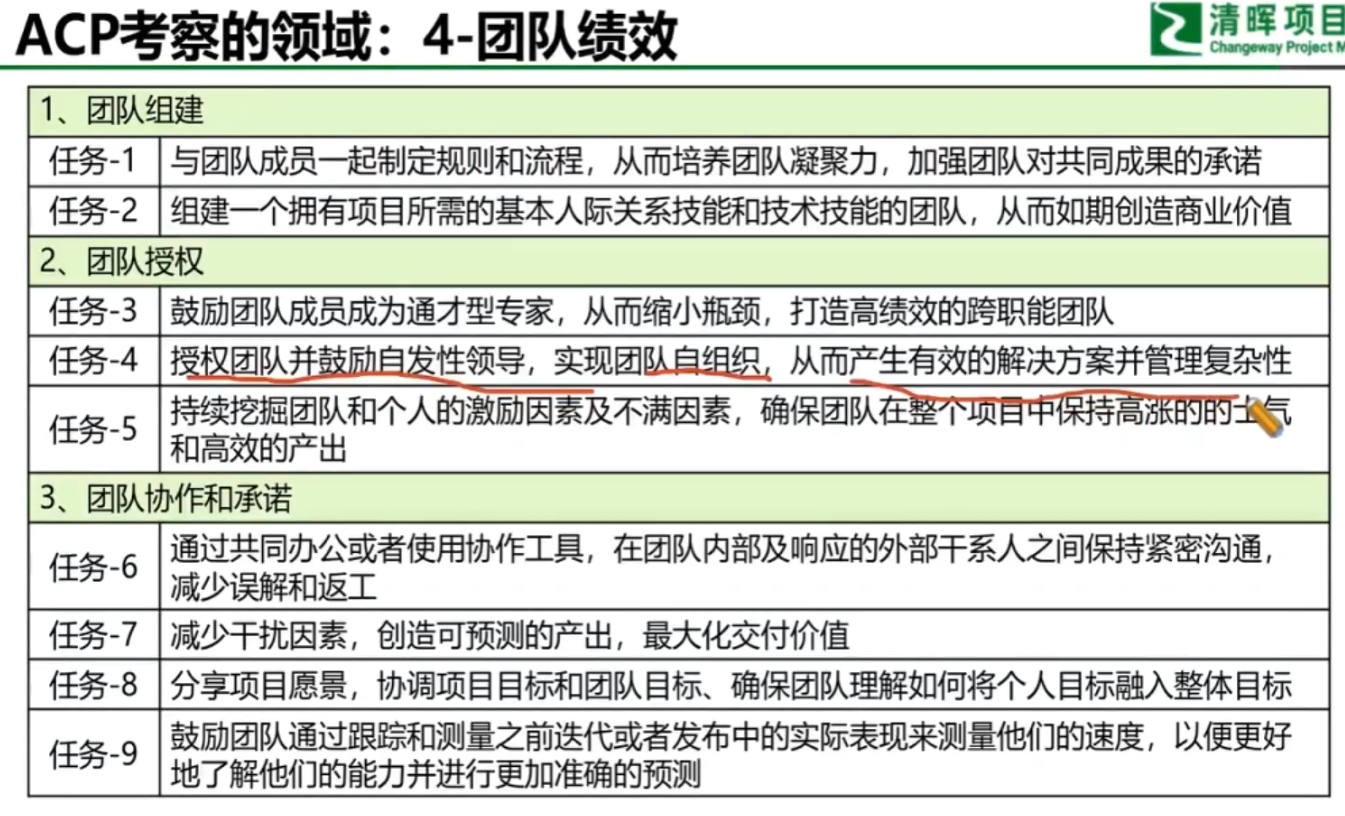 ACP考察的领域：4-团队绩效
清晖项目
Changeway Project M
1、团队组建
任务-1 与团队成员一起制定规则和流程，从而培养团队凝聚力，加强团队对共同成果的承诺
任务-2 组建一个拥有项目所需的基本人际关系技能和技术技能的团队，从而如期创造商业价值
2、团队授权
任务-3 鼓励团队成员成为通才型专家，从而缩小瓶颈，打造高绩效的跨职能团队
任务-4 授权团队并鼓励自发性领导，实现团队自组织，从而产生有效的解决方案并管理复杂性
任务-5 持续挖掘团队和个人的激励因素及不满因素，确保团队在整个项目中保持高涨的的士气
和高效的产出
3、团队协作和承诺
任务-6 通过共同办公或者使用协作工具，在团队内部及响应的外部干系人之间保持紧密沟通，
减少误解和返工
任务-7 减少干扰因素，创造可预测的产出，最大化交付价值
任务-8 分享项目愿景，协调项目目标和团队目标、确保团队理解如何将个人目标融入整体目标
任务-9 鼓励团队通过跟踪和测量之前迭代或者发布中的实际表现来测量他们的速度，以便更好
地了解他们的能力并进行更加准确的预测